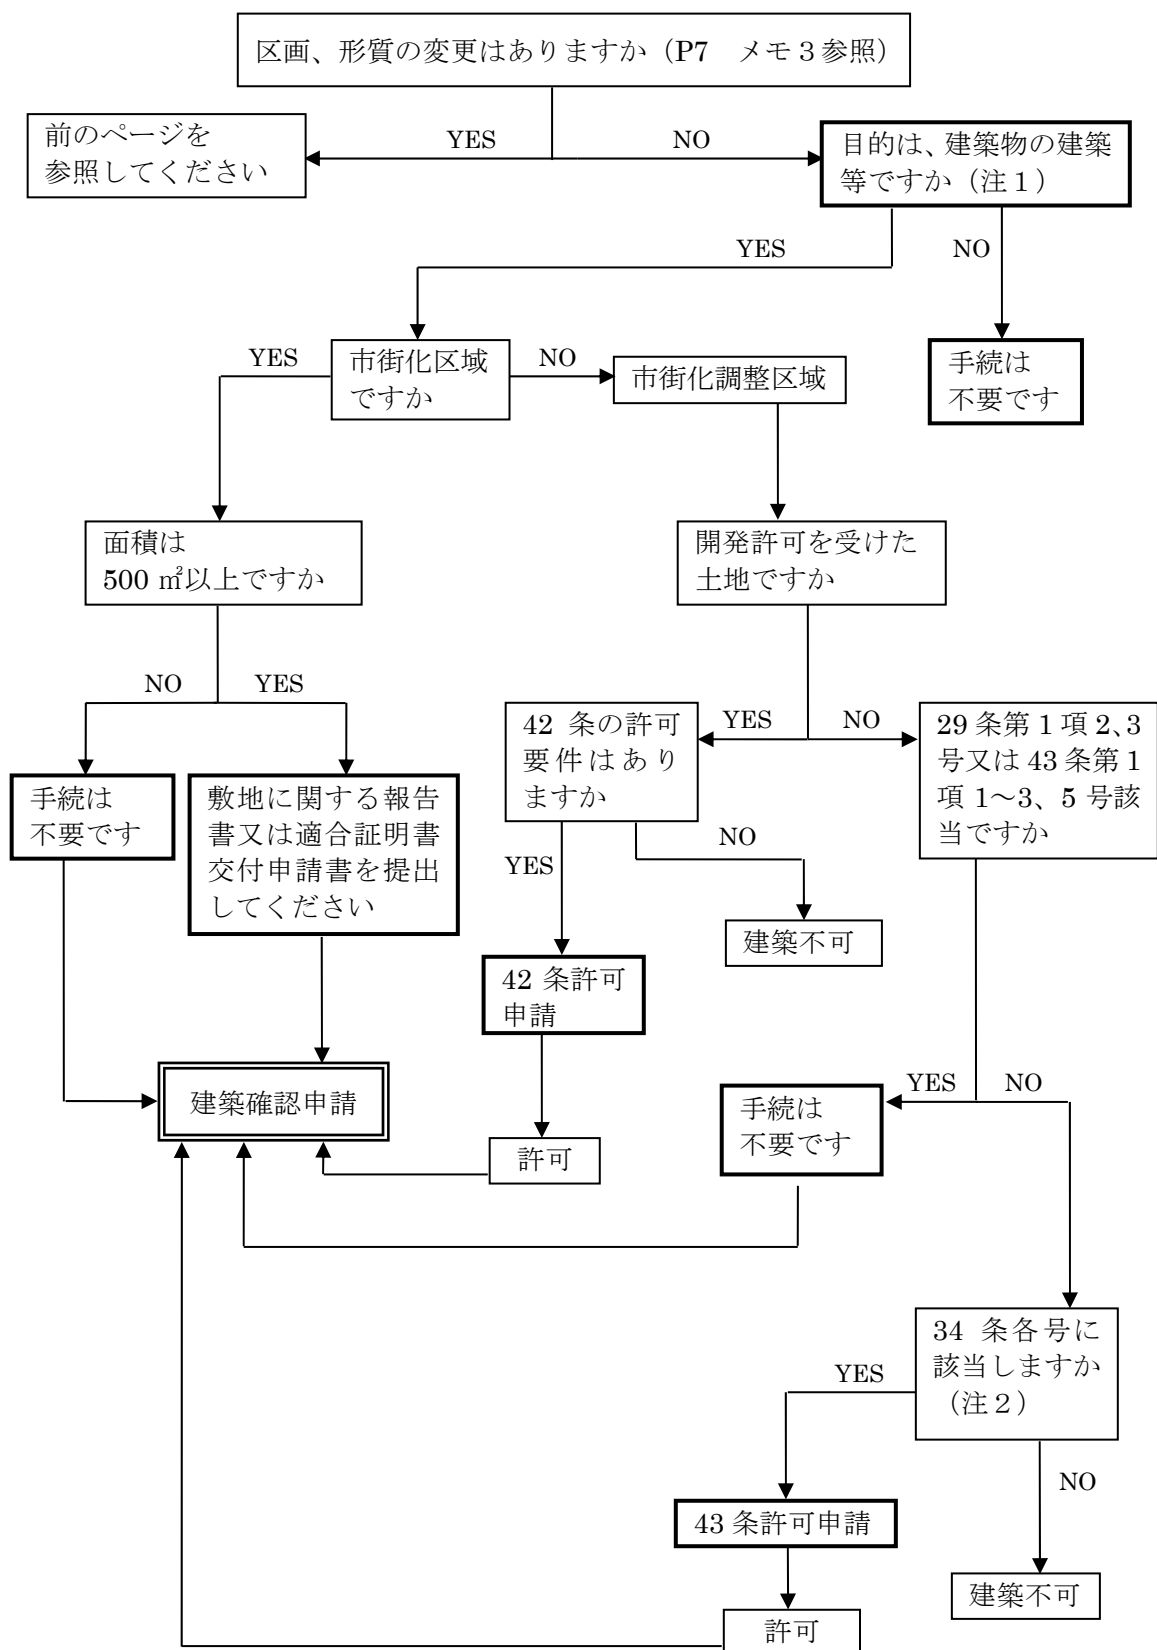 区画、形質の変更はありますか（P7　メモ３参照）
前のページを
参照してください
YES
NO
目的は、建築物の建築
等ですか（注１）
YES
NO
YES
市街化区域
ですか
NO
市街化調整区域
手続は
不要です
面積は
500 ㎡以上ですか
開発許可を受けた
土地ですか
NO
YES
42 条の許可
要件はあり
ますか
YES
NO
29 条第 1 項 2、3
号又は 43 条第 1
項 1～3、5 号該
当ですか
手続は
不要です
敷地に関する報告
書又は適合証明書
交付申請書を提出
してください
YES
NO
建築不可
42 条許可
申請
建築確認申請
手続は
不要です
YES
NO
許可
34 条各号に
該当しますか
（注２）
YES
NO
43 条許可申請
建築不可
許可